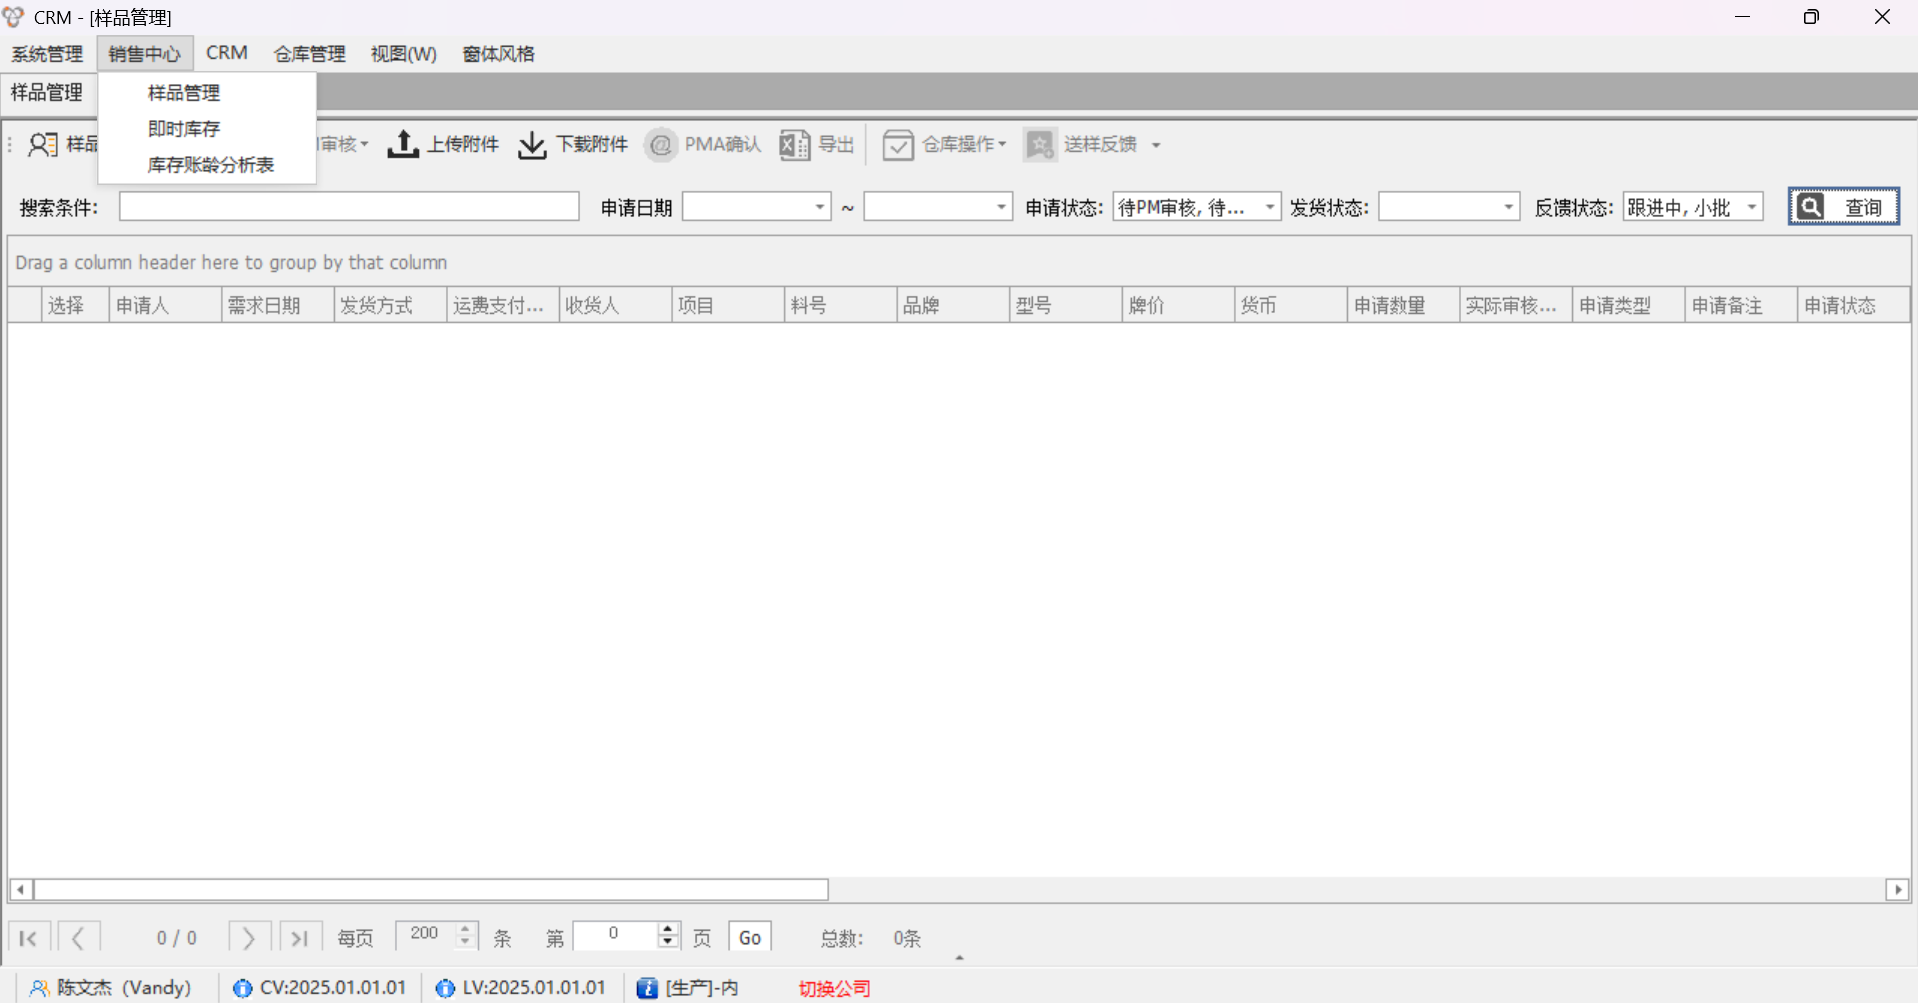 CRM - [样品管理]
系统管理 销售中心 CRM 仓库管理 视图(W) 窗体风格
样品管理
样品管理
即时库存
库存账龄分析表
样品 审核 上传附件 下载附件 @ PMA确认 导出 仓库操作 送样反馈
搜索条件: 申请日期 ~ 申请状态: 待PM审核, 待... 发货状态: 反馈状态: 跟进中, 小批 查询
Drag a column header here to group by that column
选择 申请人 需求日期 发货方式 运费支付... 收货人 项目 料号 品牌 型号 牌价 货币 申请数量 实际审核... 申请类型 申请备注 申请状态
0 / 0 每页 200 条 第 0 页 Go 总数: 0条
陈文杰 (Vandy) CV:2025.01.01.01 LV:2025.01.01.01 [生产]-内 切换公司